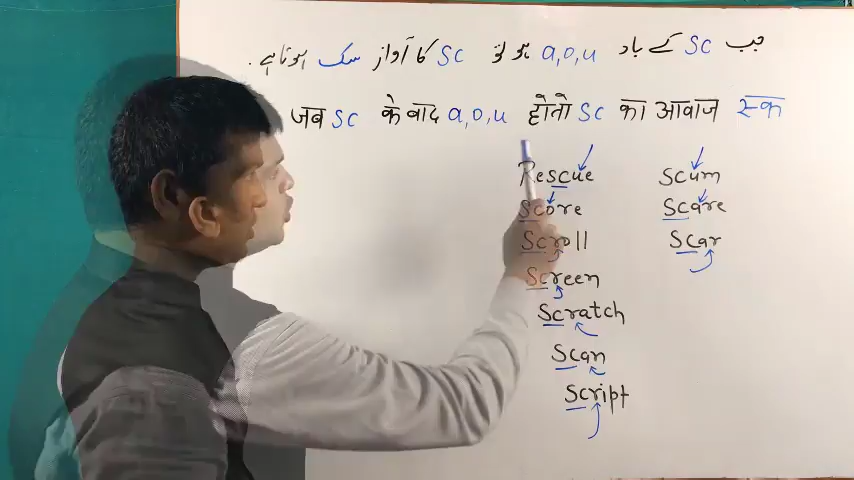 جب SC کے باد a,o,u ہو تو SC کا آواز سک ہوتا ہے.
जब SC के बाद a,o,u होतो SC का आवाज स्क
Rescue
Score
Scroll
Screen
Scratch
Scan
Script
Scum
Scare
Scar